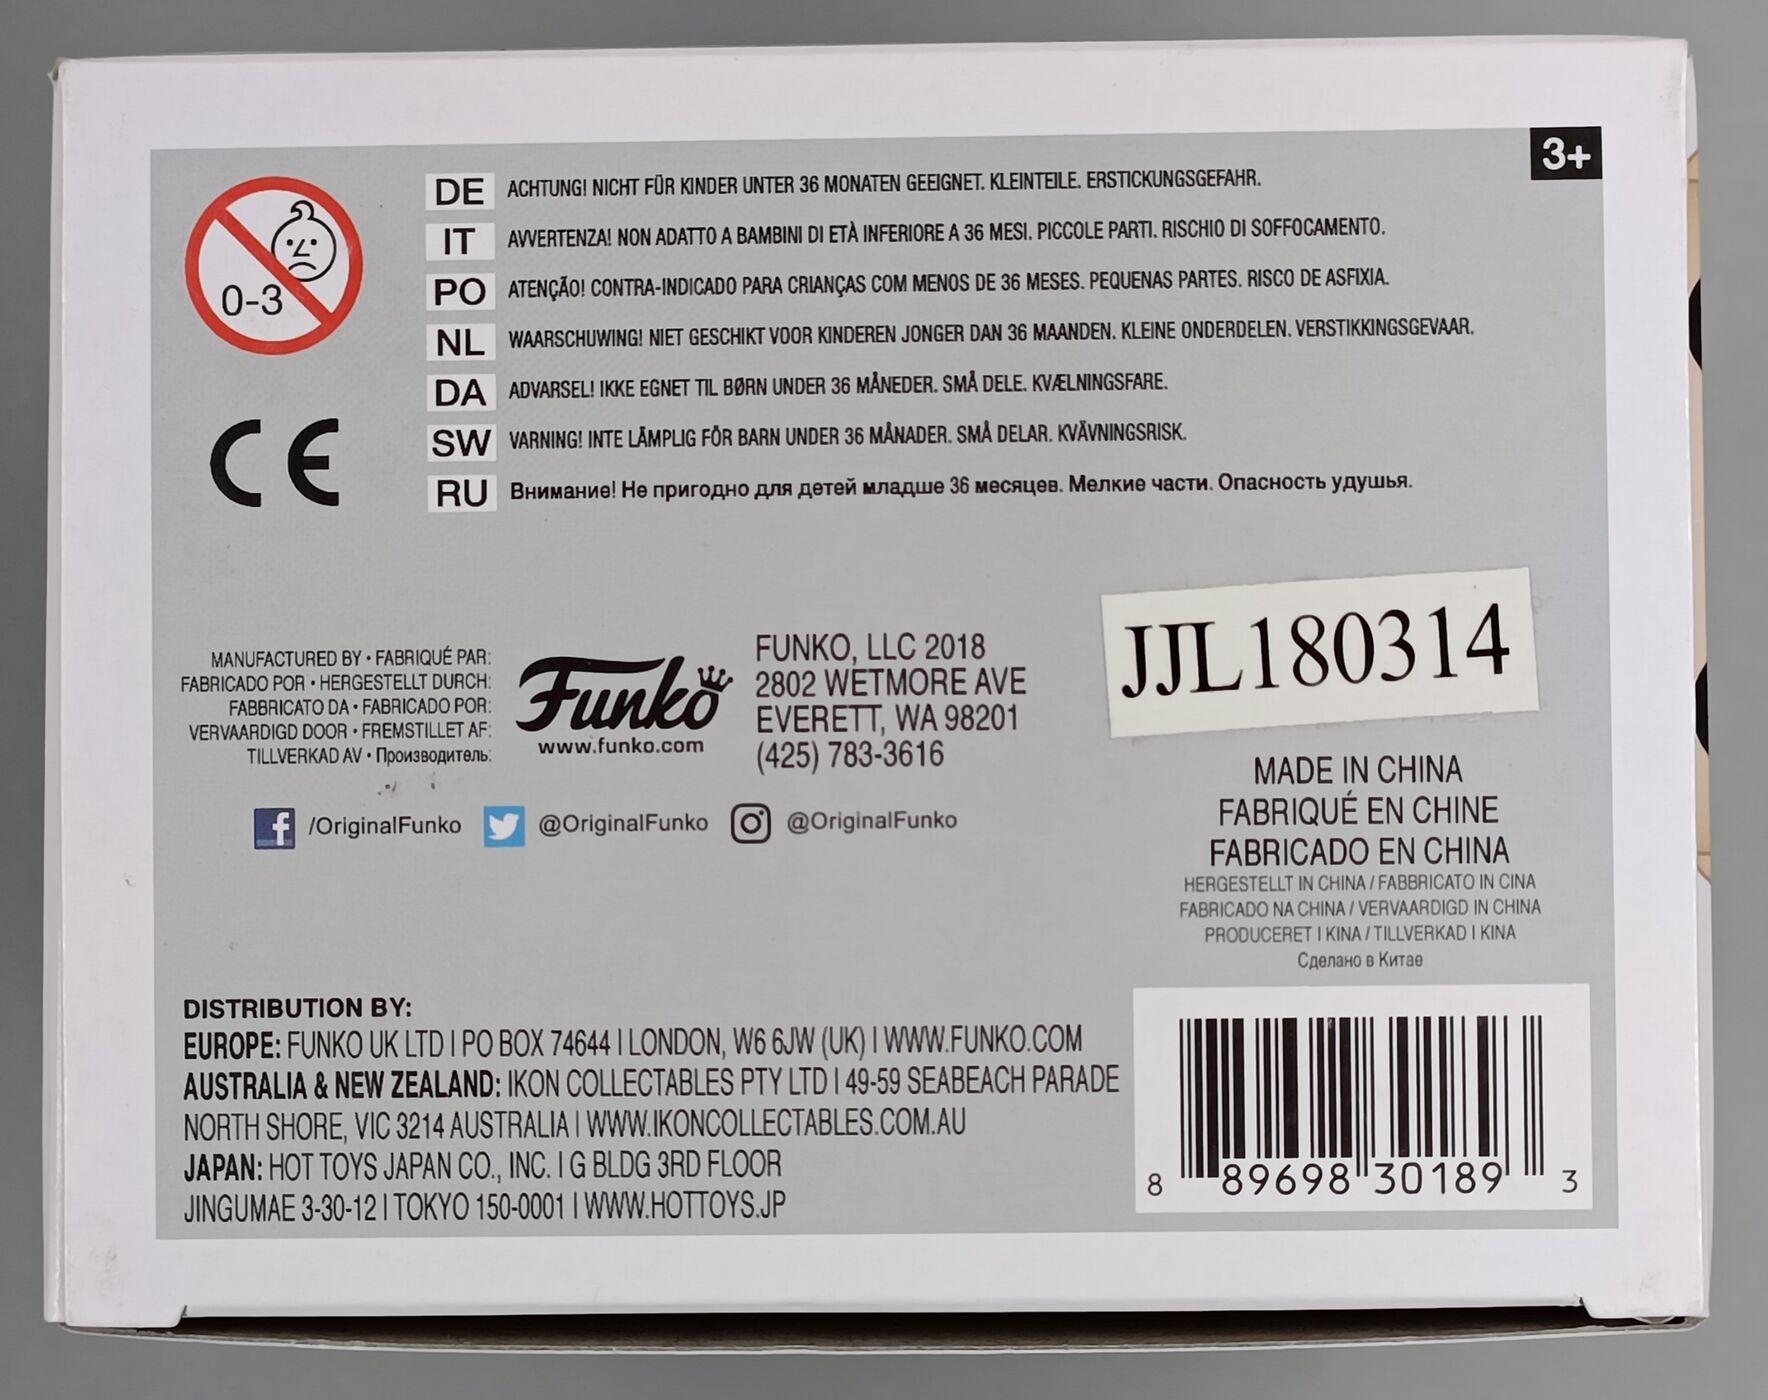 3+
0-3
DE ACHTUNG! NICHT FÜR KINDER UNTER 36 MONATEN GEEIGNET. KLEINTEILE. ERSTICKUNGSGEFAHR.
IT AVVERTENZA! NON ADATTO A BAMBINI DI ETÀ INFERIORE A 36 MESI. PICCOLE PARTI. RISCHIO DI SOFFOCAMENTO.
PO ATENÇÃO! CONTRA-INDICADO PARA CRIANÇAS COM MENOS DE 36 MESES. PEQUENAS PARTES. RISCO DE ASFIXIA.
NL WAARSCHUWING! NIET GESCHIKT VOOR KINDEREN JONGER DAN 36 MAANDEN. KLEINE ONDERDELEN. VERSTIKKINGSGEVAAR.
DA ADVARSEL! IKKE EGNET TIL BØRN UNDER 36 MÅNEDER. SMÅ DELE. KVÆLNINGSFARE.
SW VARNING! INTE LÄMPLIG FÖR BARN UNDER 36 MÅNADER. SMÅ DELAR. KVÄVNINGSRISK.
RU Внимание! Не пригодно для детей младше 36 месяцев. Мелкие части. Опасность удушья.
CE
MANUFACTURED BY • FABRIQUÉ PAR:
FABRICADO POR • HERGESTELLT DURCH:
FABBRICATO DA • FABRICADO POR:
VERVAARDIGD DOOR • FREMSTILLET AF:
TILLVERKAD AV • Производитель:
Funko
www.funko.com
FUNKO, LLC 2018
2802 WETMORE AVE
EVERETT, WA 98201
(425) 783-3616
/OriginalFunko @OriginalFunko @OriginalFunko
JJL180314
MADE IN CHINA
FABRIQUÉ EN CHINE
FABRICADO EN CHINA
HERGESTELLT IN CHINA / FABBRICATO IN CINA
FABRICADO NA CHINA / VERVAARDIGD IN CHINA
PRODUCERET I KINA / TILLVERKAD I KINA
Сделано в Китае
DISTRIBUTION BY:
EUROPE: FUNKO UK LTD | PO BOX 74644 | LONDON, W6 6JW (UK) | WWW.FUNKO.COM
AUSTRALIA & NEW ZEALAND: IKON COLLECTABLES PTY LTD | 49-59 SEABEACH PARADE
NORTH SHORE, VIC 3214 AUSTRALIA | WWW.IKONCOLLECTABLES.COM.AU
JAPAN: HOT TOYS JAPAN CO., INC. | G BLDG 3RD FLOOR
JINGUMAE 3-30-12 | TOKYO 150-0001 | WWW.HOTTOYS.JP
8 89698 30189 3